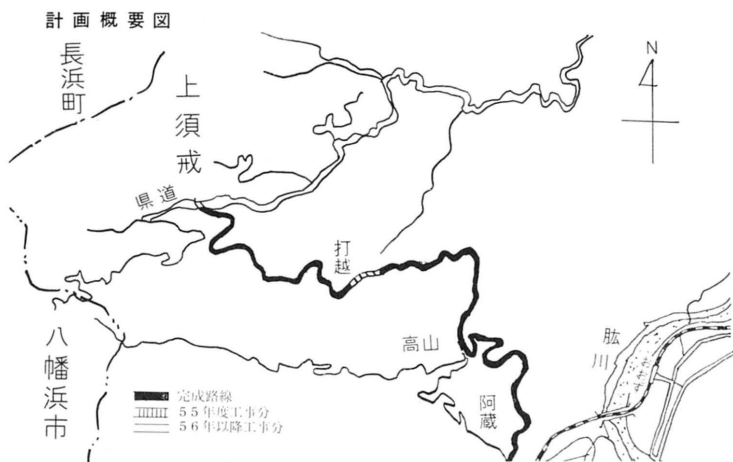 計画概要図
N
長浜町
上須戒
県道
打越
高山
肱川
八幡浜市
阿蔵
完成路線
55年度工事分
56年以降工事分